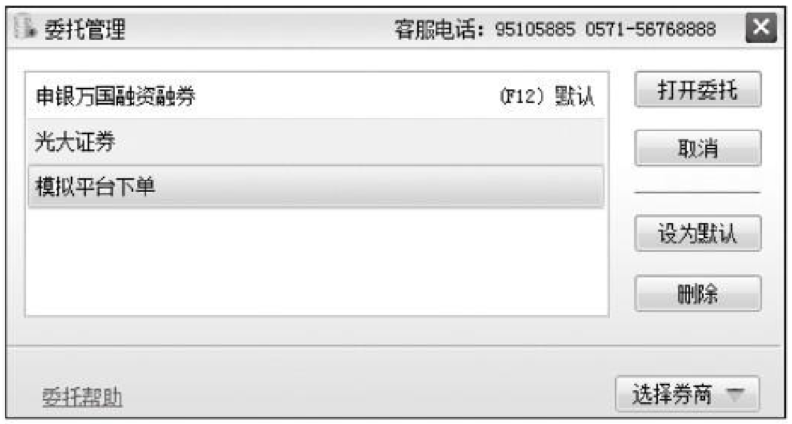 委托管理 客服电话: 95105885 0571-56768888
申银万国融资融券 (F12) 默认
光大证券
模拟平台下单
打开委托
取消
设为默认
删除
委托帮助
选择券商